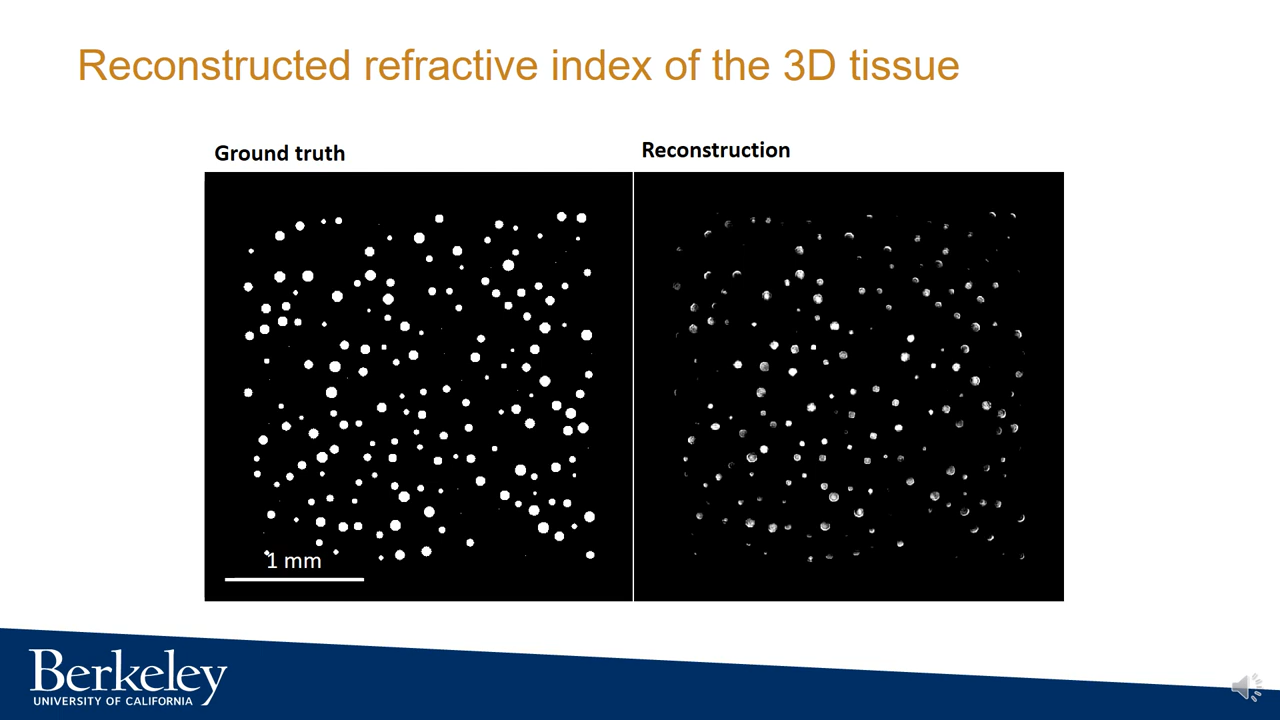 Reconstructed refractive index of the 3D tissue
Ground truth
Reconstruction
1 mm
Berkeley
UNIVERSITY OF CALIFORNIA